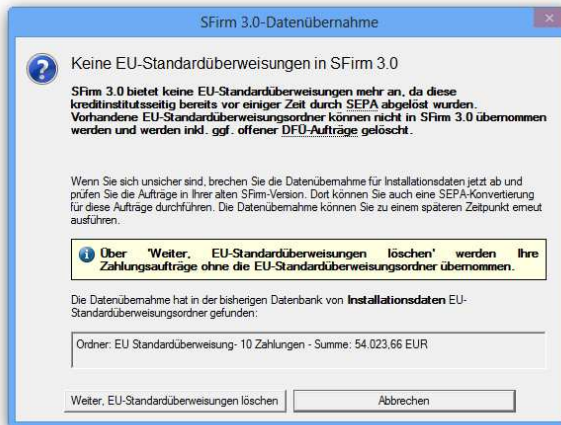 SFirm 3.0-Datenübernahme
Keine EU-Standardüberweisungen in SFirm 3.0
SFirm 3.0 bietet keine EU-Standardüberweisungen mehr an, da diese
kreditinstitutsseitig bereits vor einiger Zeit durch SEPA abgelöst wurden.
Vorhandene EU-Standardüberweisungsordner können nicht in SFirm 3.0 übernommen
werden und werden inkl. ggf. offener DFÜ-Aufträge gelöscht.
Wenn Sie sich unsicher sind, brechen Sie die Datenübernahme für Installationsdaten jetzt ab und
prüfen Sie die Aufträge in Ihrer alten SFirm-Version. Dort können Sie auch eine SEPA-Konvertierung
für diese Aufträge durchführen. Die Datenübernahme können Sie zu einem späteren Zeitpunkt erneut
ausführen.
Über 'Weiter, EU-Standardüberweisungen löschen' werden Ihre
Zahlungsaufträge ohne die EU-Standardüberweisungsordner übernommen.
Die Datenübernahme hat in der bisherigen Datenbank von Installationsdaten EU-
Standardüberweisungsordner gefunden:
Ordner: EU Standardüberweisung- 10 Zahlungen - Summe: 54.023,66 EUR
Weiter, EU-Standardüberweisungen löschen Abbrechen